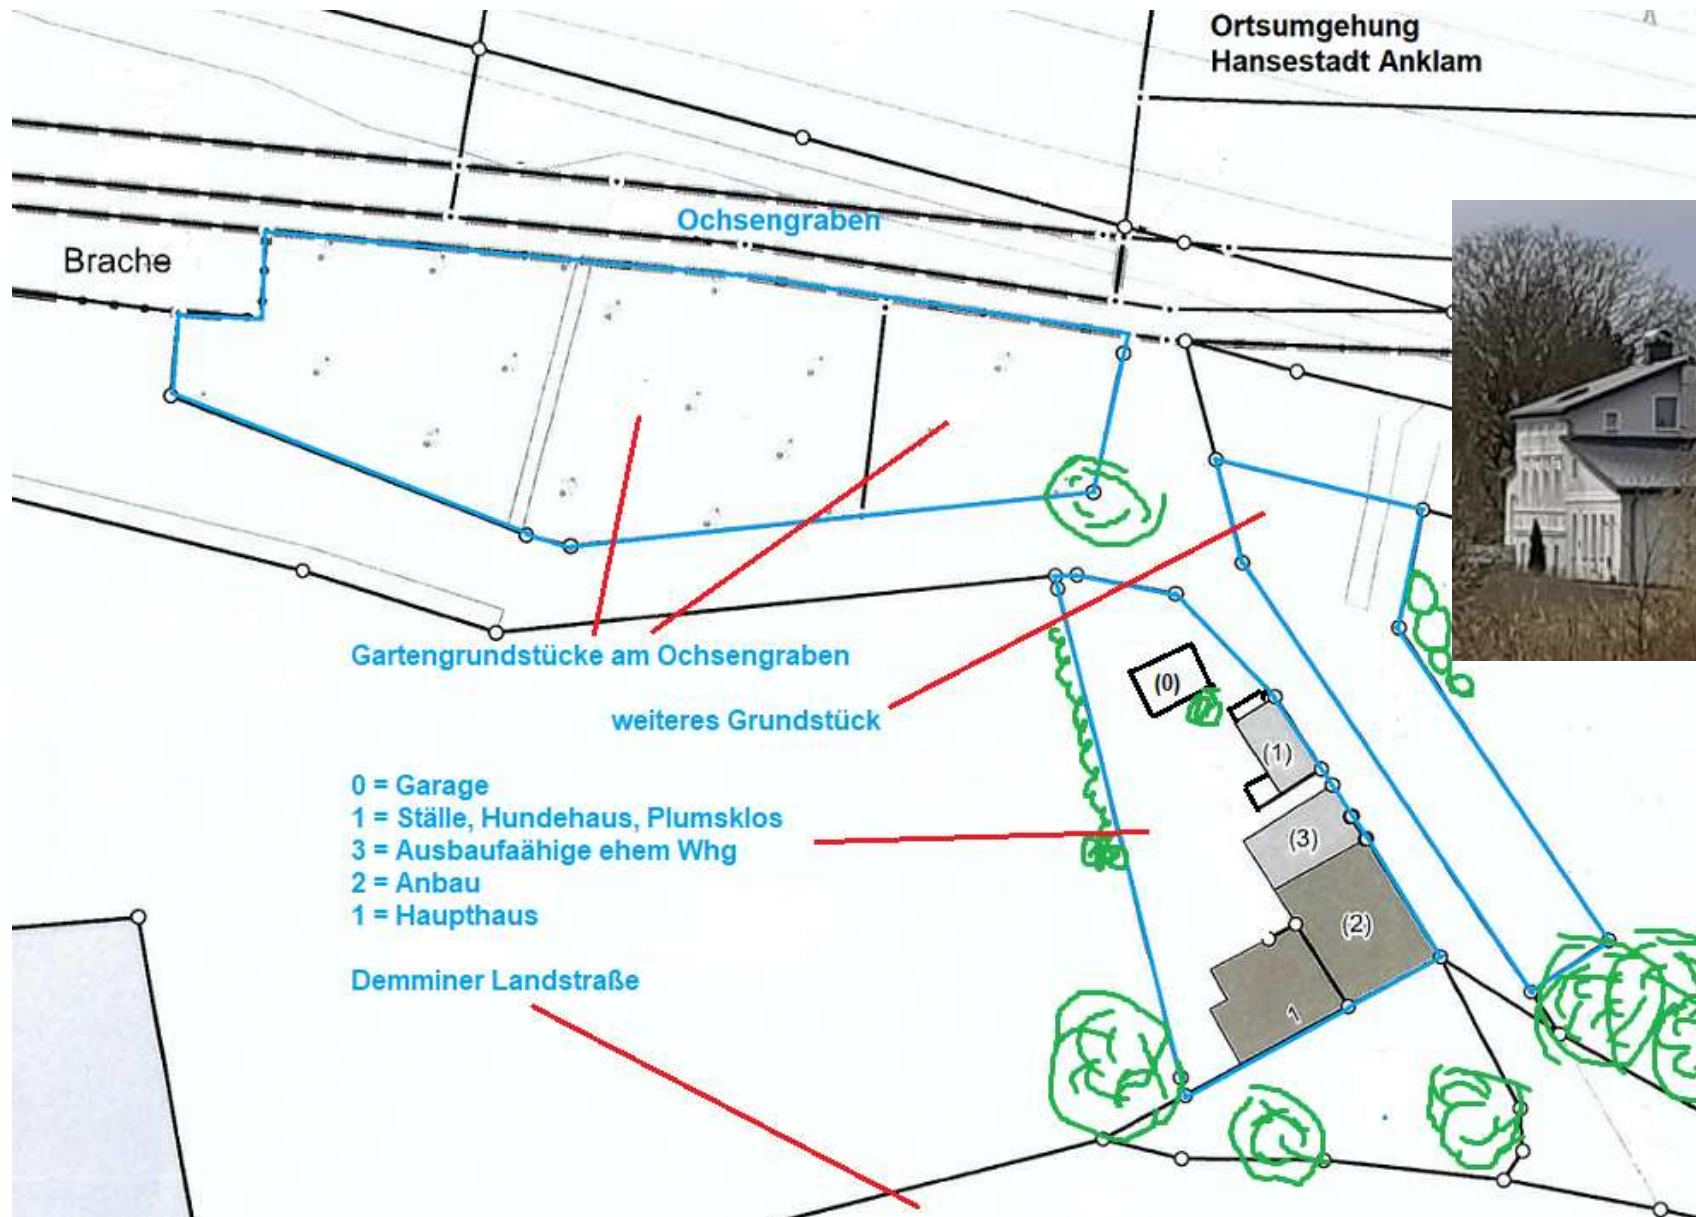 Ortsumgehung
Hansestadt Anklam
Ochsengraben
Brache
Gartengrundstücke am Ochsengraben
weiteres Grundstück
(0)
(1)
0 = Garage
1 = Ställe, Hundehaus, Plumsklos
3 = Ausbaufaähige ehem Whg
2 = Anbau
1 = Haupthaus
(3)
(2)
1
Demminer Landstraße